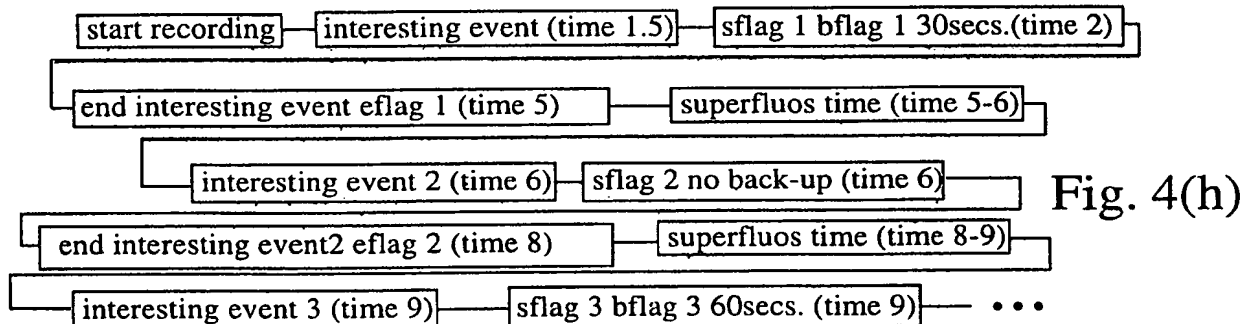 start recording interesting event (time 1.5) sflag 1 bflag 1 30secs.(time 2)
end interesting event eflag 1 (time 5) superfluos time (time 5-6)
interesting event 2 (time 6) sflag 2 no back-up (time 6)
Fig. 4(h)
end interesting event2 eflag 2 (time 8) superfluos time (time 8-9)
interesting event 3 (time 9) sflag 3 bflag 3 60secs. (time 9) •••